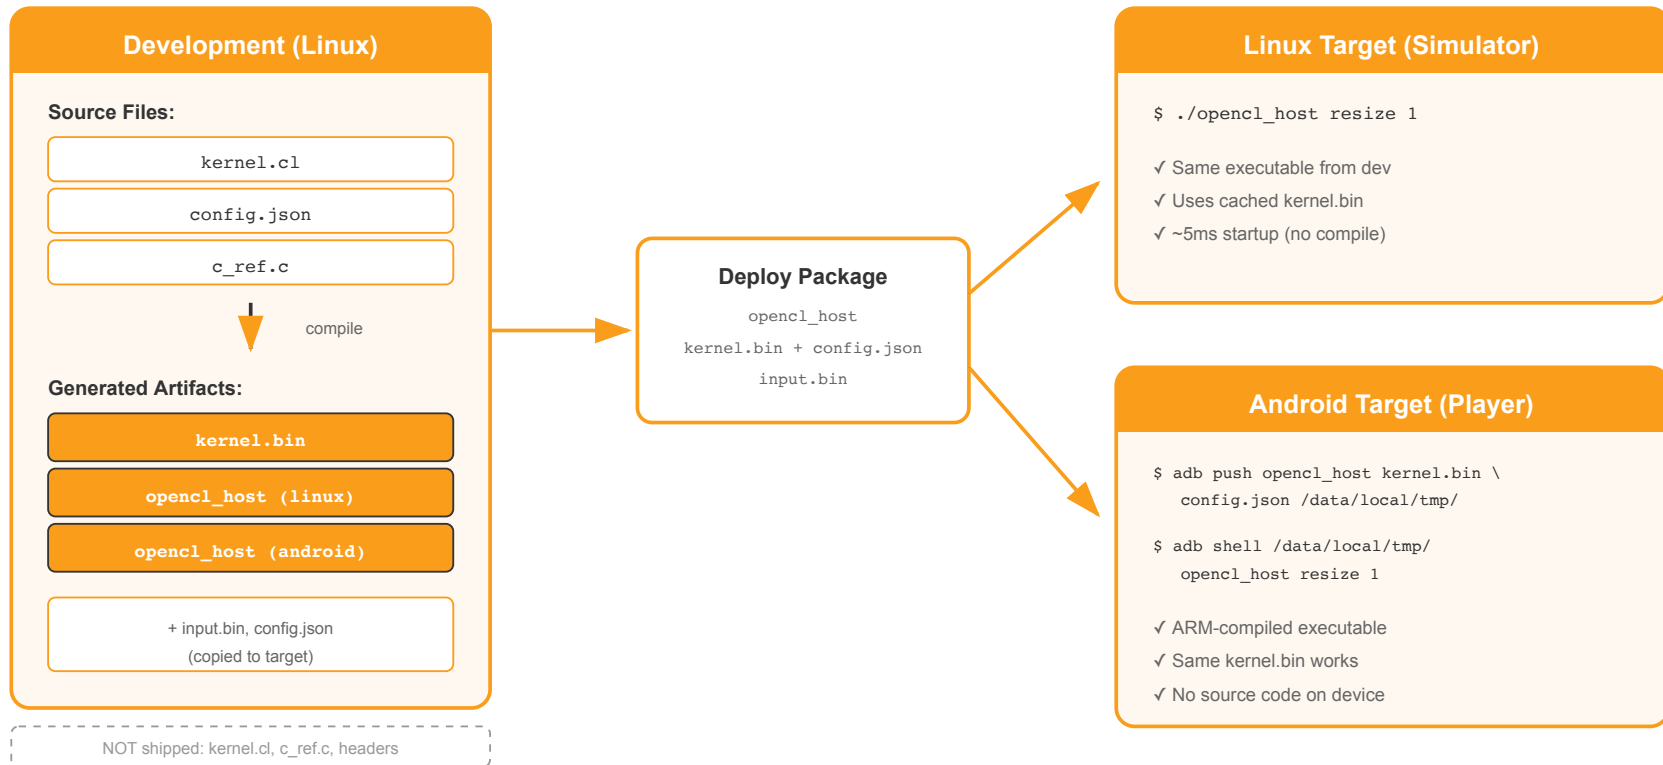 Development (Linux)
Source Files:
kernel.cl
config.json
c_ref.c
compile
Generated Artifacts:
kernel.bin
opencl_host (linux)
opencl_host (android)
+ input.bin, config.json
(copied to target)
NOT shipped: kernel.cl, c_ref.c, headers
Deploy Package
opencl_host
kernel.bin + config.json
input.bin
Linux Target (Simulator)
$ ./opencl_host resize 1
✓ Same executable from dev
✓ Uses cached kernel.bin
✓ ~5ms startup (no compile)
Android Target (Player)
$ adb push opencl_host kernel.bin \
config.json /data/local/tmp/
$ adb shell /data/local/tmp/
opencl_host resize 1
✓ ARM-compiled executable
✓ Same kernel.bin works
✓ No source code on device